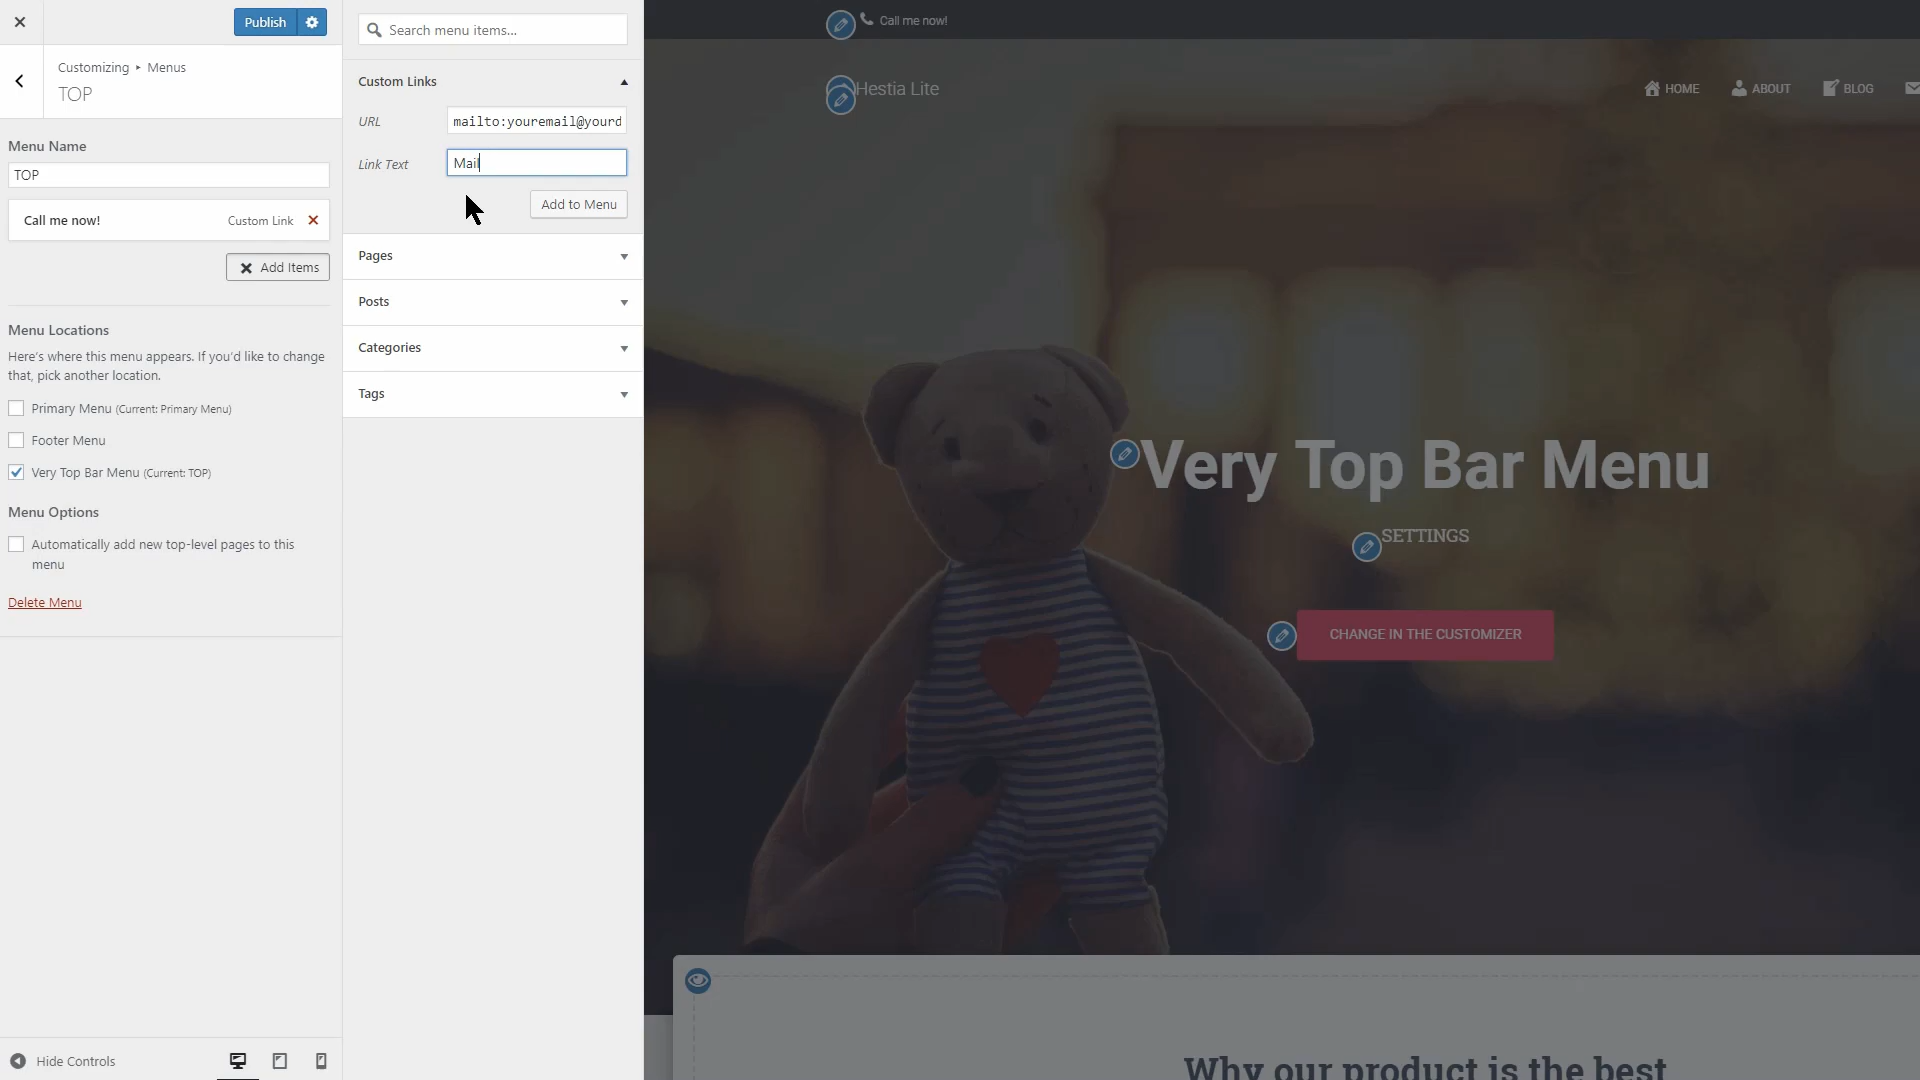 Publish
Customizing ▸ Menus
TOP
Menu Name
TOP
Call me now!
Custom Link
Add Items
Menu Locations
Here's where this menu appears. If you'd like to change
that, pick another location.
Primary Menu (Current: Primary Menu)
Footer Menu
Very Top Bar Menu (Current: TOP)
Menu Options
Automatically add new top-level pages to this
menu
Delete Menu
Hide Controls
Search menu items...
Custom Links
URL
mailto:youremail@yourd
Link Text
Mail
Add to Menu
Pages
Posts
Categories
Tags
Call me now!
Hestia Lite
HOME
ABOUT
BLOG
Very Top Bar Menu
SETTINGS
CHANGE IN THE CUSTOMIZER
Why our product is the best